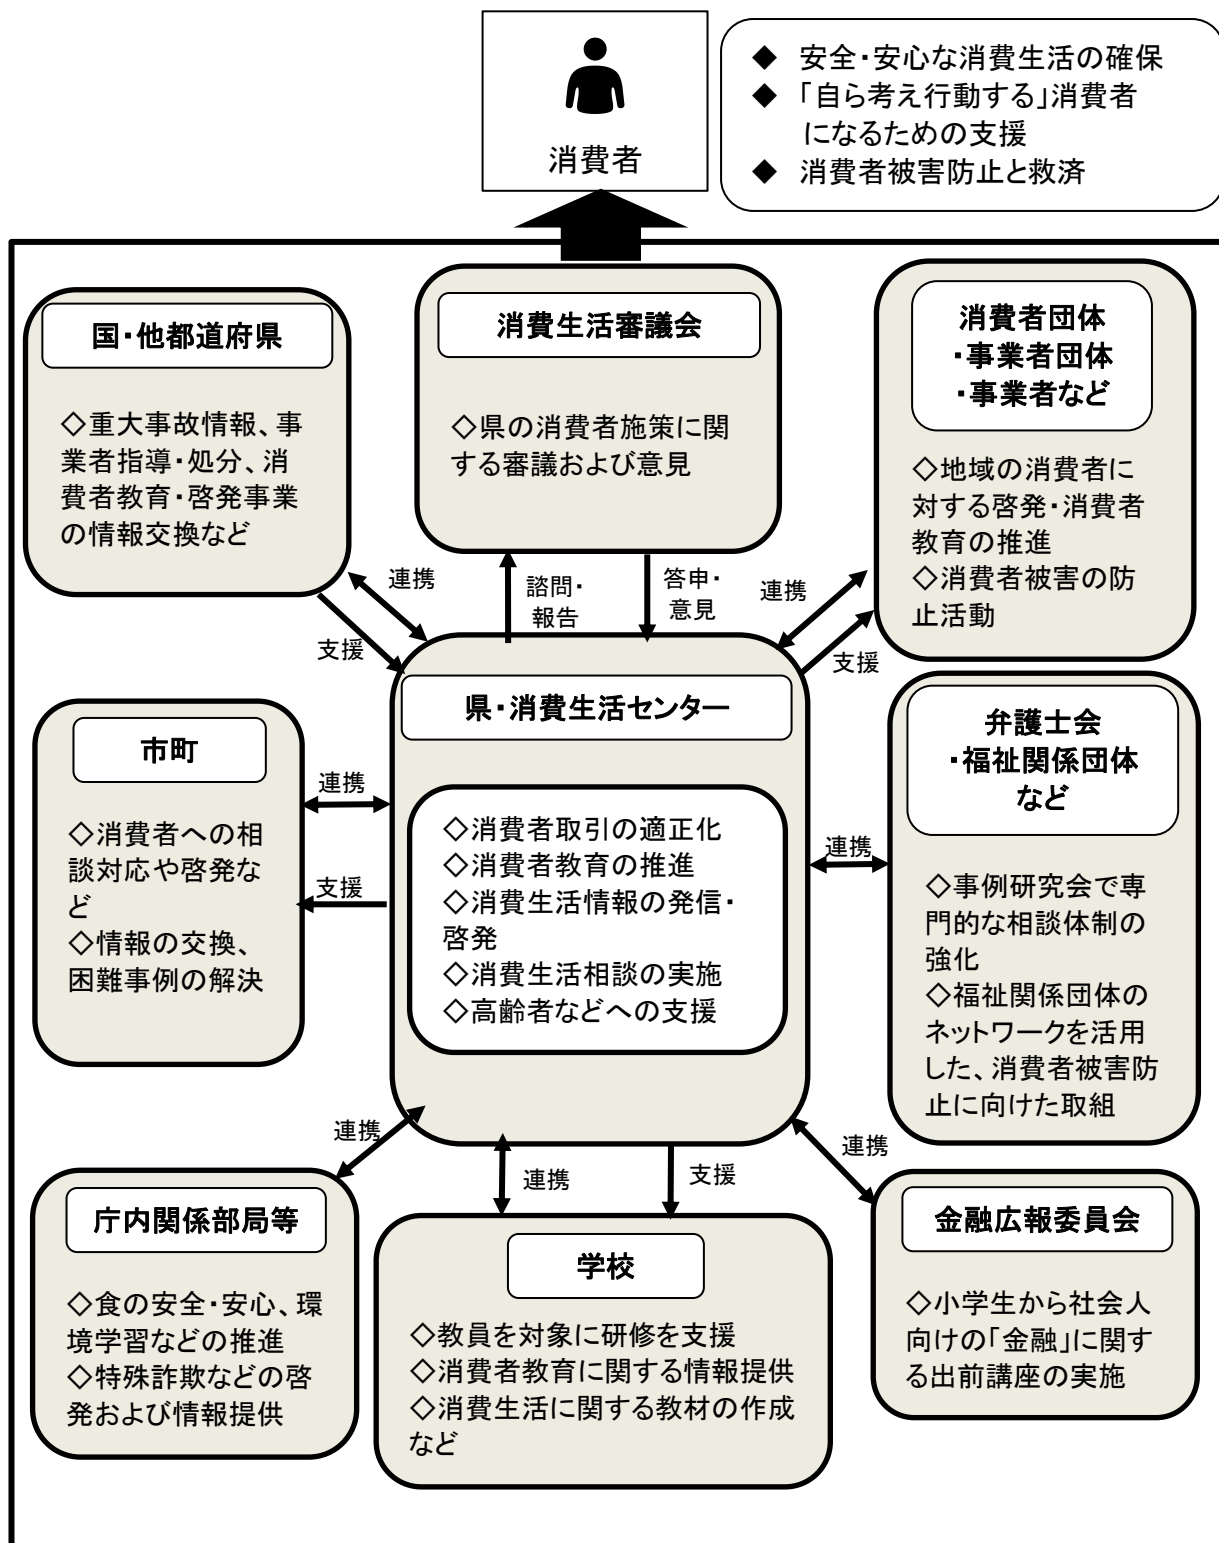 消費者
◆ 安全・安心な消費生活の確保
◆ 「自ら考え行動する」消費者
になるための支援
◆ 消費者被害防止と救済
国・他都道府県
◇重大事故情報、事
業者指導・処分、消
費者教育・啓発事業
の情報交換など
消費生活審議会
◇県の消費者施策に関
する審議および意見
消費者団体
・事業者団体
・事業者など
◇地域の消費者に
対する啓発・消費者
教育の推進
◇消費者被害の防
止活動
連携
支援
諮問・
報告
答申・
意見
連携
支援
市町
◇消費者への相
談対応や啓発な
ど
◇情報の交換、
困難事例の解決
連携
支援
県・消費生活センター
◇消費者取引の適正化
◇消費者教育の推進
◇消費生活情報の発信・
啓発
◇消費生活相談の実施
◇高齢者などへの支援
連携
弁護士会
・福祉関係団体
など
◇事例研究会で専
門的な相談体制の
強化
◇福祉関係団体の
ネットワークを活用
した、消費者被害防
止に向けた取組
連携
連携
支援
連携
庁内関係部局等
◇食の安全・安心、環
境学習などの推進
◇特殊詐欺などの啓
発および情報提供
学校
◇教員を対象に研修を支援
◇消費者教育に関する情報提供
◇消費生活に関する教材の作成
など
金融広報委員会
◇小学生から社会人
向けの「金融」に関す
る出前講座の実施